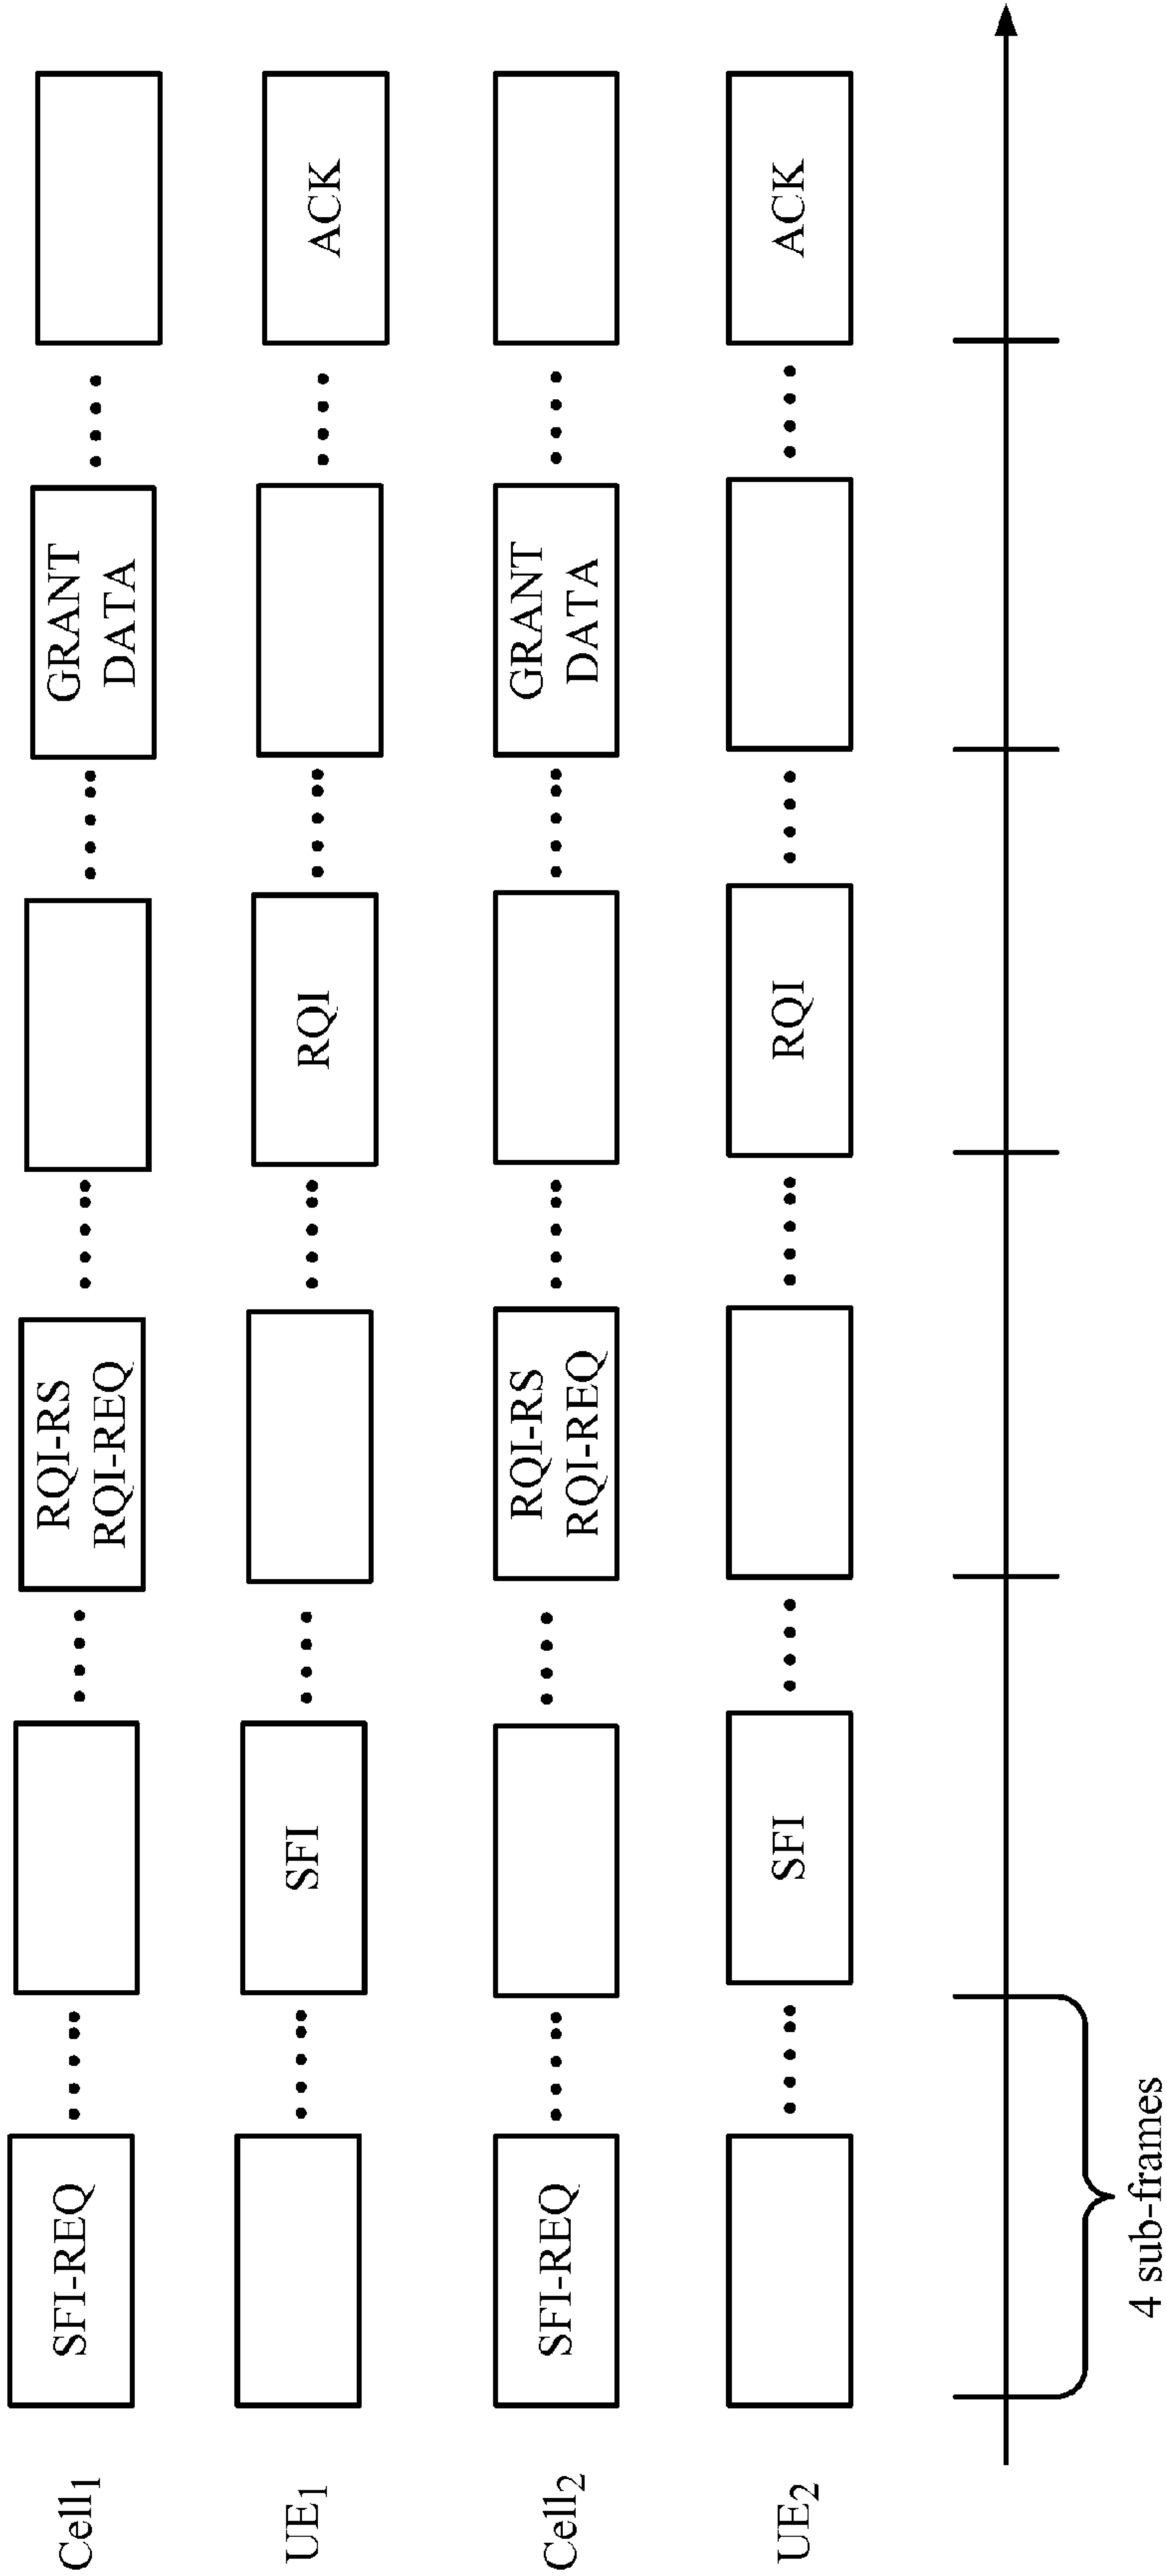 Cell1
SFI-REQ
RQI-RS
RQI-REQ
GRANT
DATA
UE1
SFI
RQI
ACK
Cell2
SFI-REQ
RQI-RS
RQI-REQ
GRANT
DATA
UE2
SFI
RQI
ACK
4 sub-frames